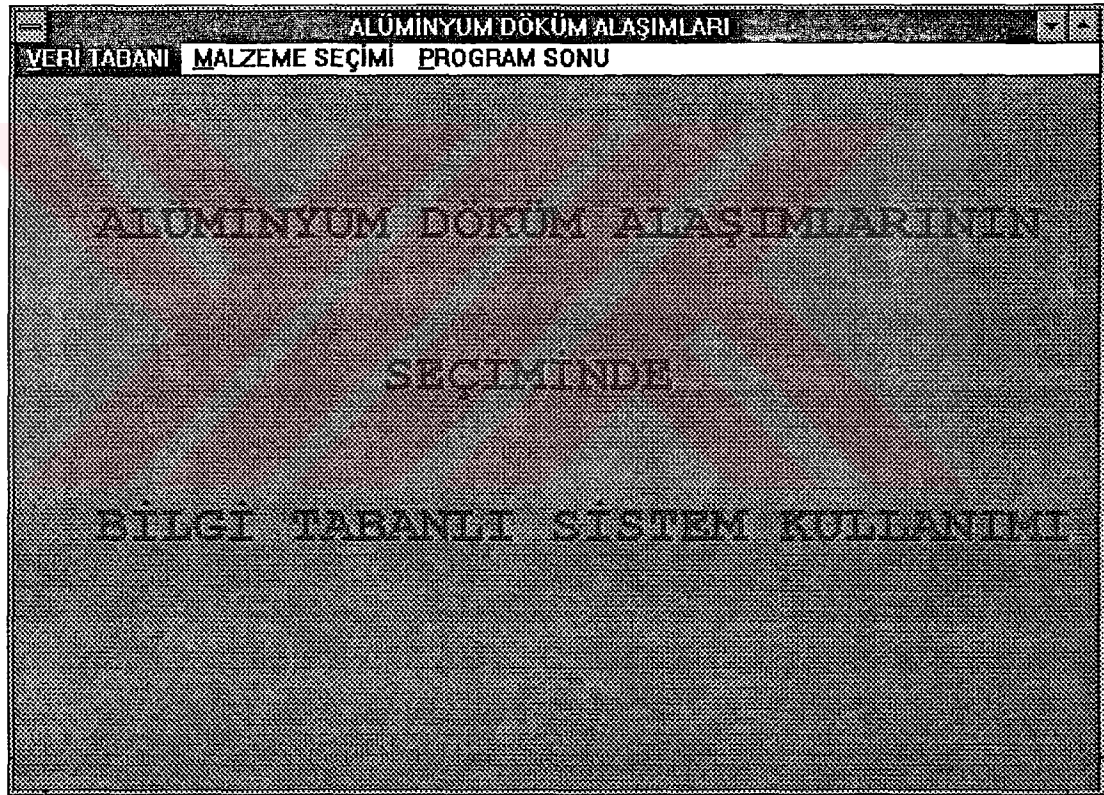 ALÜMİNYUM DÖKÜM ALAŞIMLARI
VERİ TABANI MALZEME SEÇİMİ PROGRAM SONU
ALÜMİNYUM DÖKÜM ALAŞIMLARININ
SEÇİMİNDE
BİLGİ TABANLI SİSTEM KULLANIMI